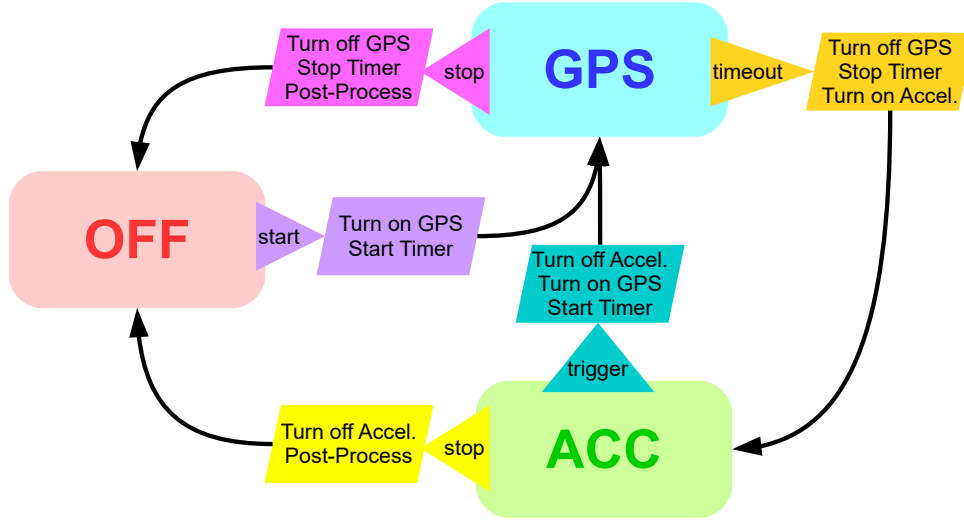 Turn off GPS
Stop Timer
Post-Process
stop
GPS
timeout
Turn off GPS
Stop Timer
Turn on Accel.
OFF
start
Turn on GPS
Start Timer
Turn off Accel.
Turn on GPS
Start Timer
trigger
Turn off Accel.
Post-Process
stop
ACC